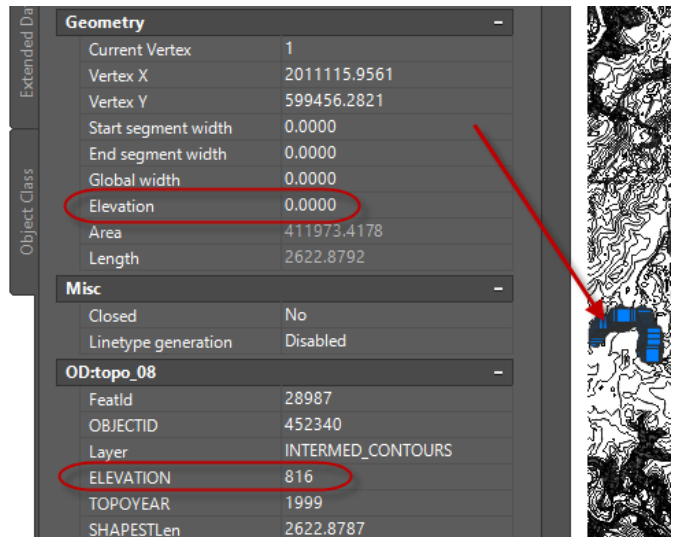 Extended Da
Object Class
Geometry
Current Vertex 1
Vertex X 2011115.9561
Vertex Y 599456.2821
Start segment width 0.0000
End segment width 0.0000
Global width 0.0000
Elevation 0.0000
Area 411973.4178
Length 2622.8792
Misc
Closed No
Linetype generation Disabled
OD:topo_08
FeatId 28987
OBJECTID 452340
Layer INTERMED_CONTOURS
ELEVATION 816
TOPOYEAR 1999
SHAPESTLen 2622.8787